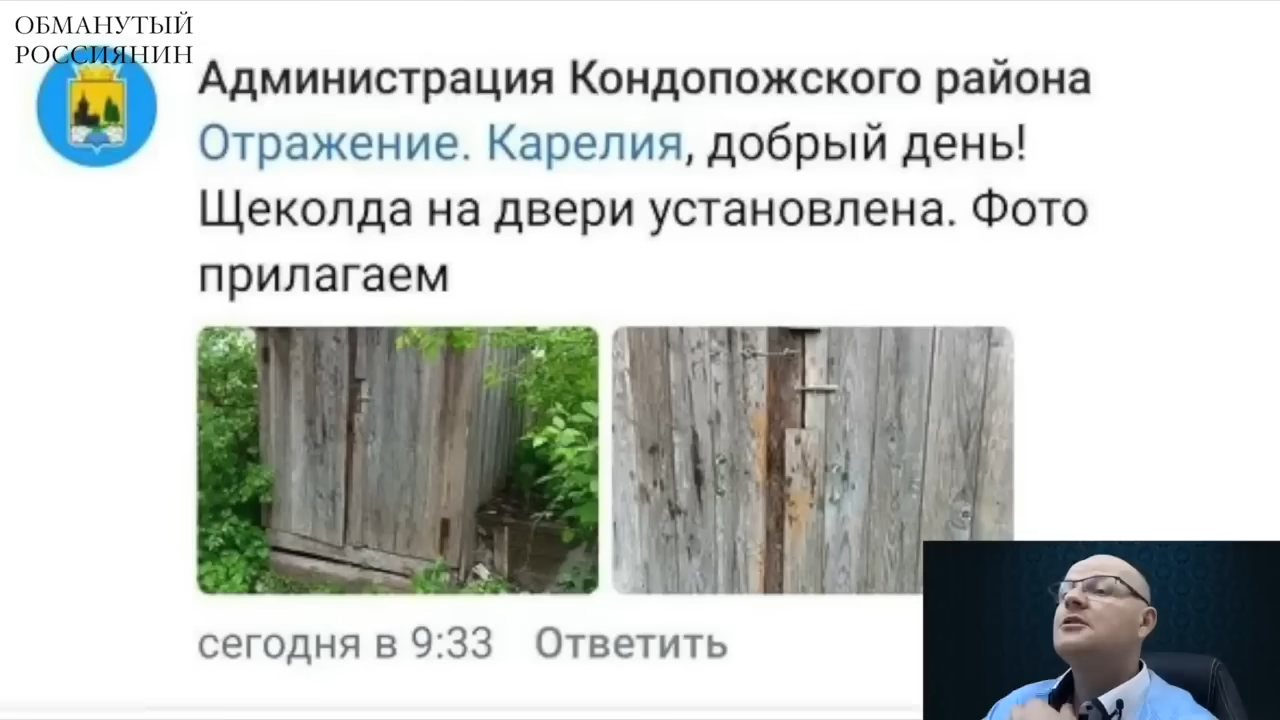 ОБМАНУТЫЙ
РОССИЯНИН
Администрация Кондопожского района
Отражение. Карелия, добрый день!
Щеколда на двери установлена. Фото
прилагаем
сегодня в 9:33 Ответить